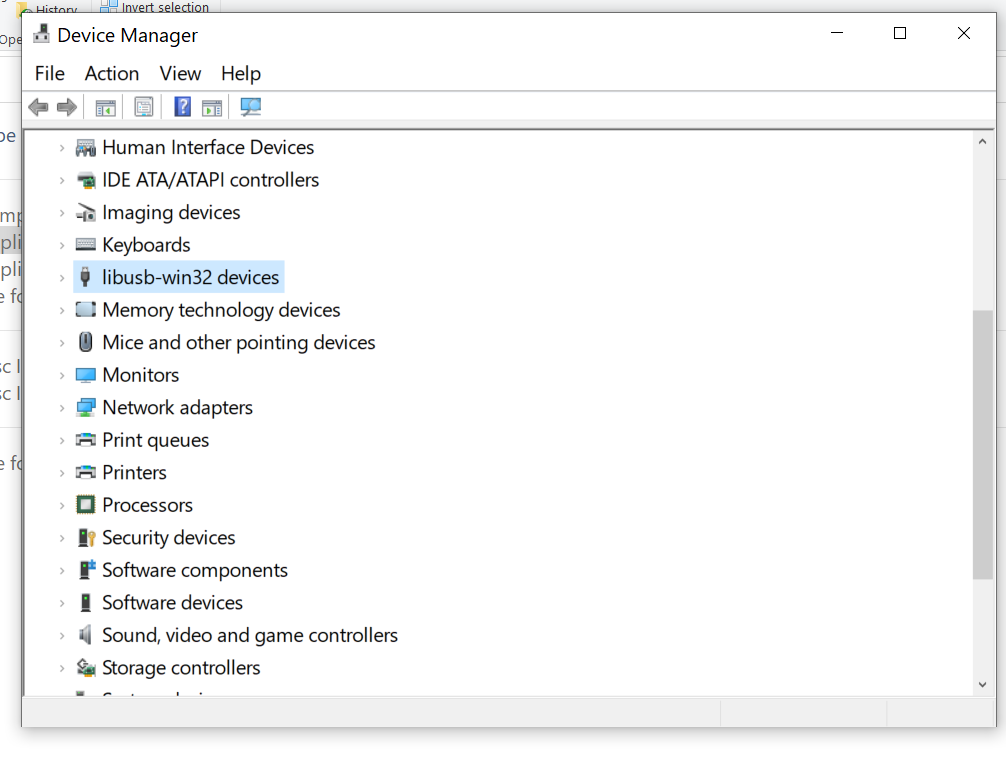 History
Invert selection
Device Manager
File Action View Help
Human Interface Devices
IDE ATA/ATAPI controllers
Imaging devices
Keyboards
libusb-win32 devices
Memory technology devices
Mice and other pointing devices
Monitors
Network adapters
Print queues
Printers
Processors
Security devices
Software components
Software devices
Sound, video and game controllers
Storage controllers